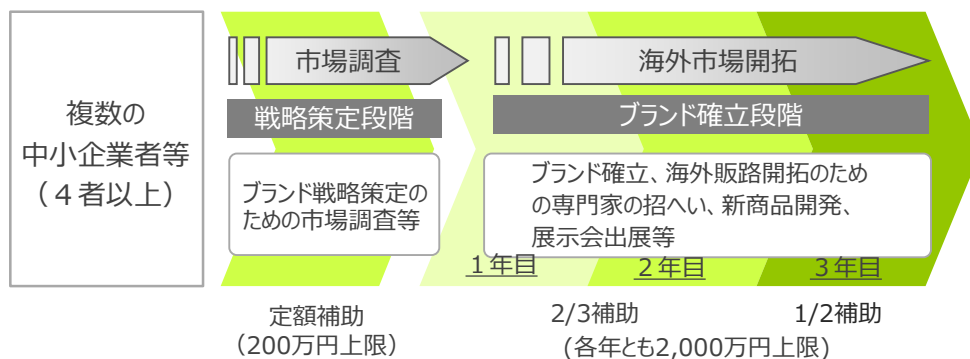 複数の
中小企業者等
（４者以上）
市場調査
戦略策定段階
ブランド戦略策定の
ための市場調査等
定額補助
（200万円上限）
海外市場開拓
ブランド確立段階
ブランド確立、海外販路開拓のため
の専門家の招へい、新商品開発、
展示会出展等
１年目
２年目
３年目
2/3補助
1/2補助
(各年とも2,000万円上限)